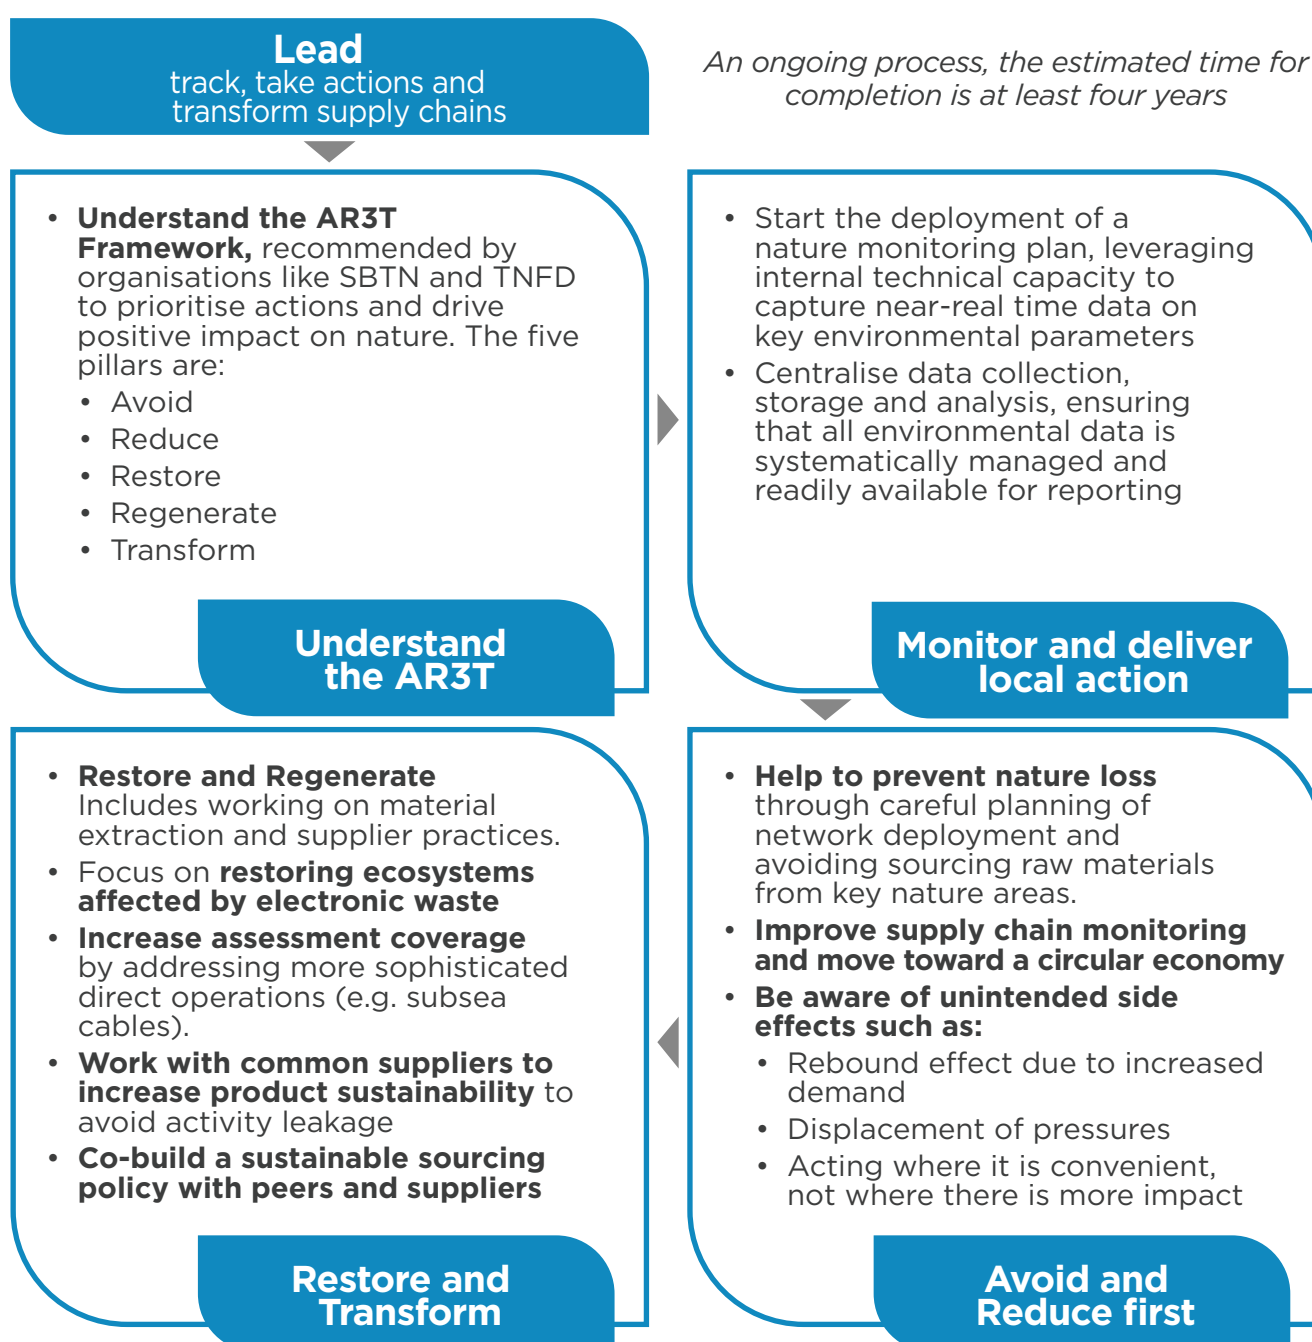 Lead
track, take actions and
transform supply chains
An ongoing process, the estimated time for
completion is at least four years
• Understand the AR3T
Framework, recommended by
organisations like SBTN and TNFD
to prioritise actions and drive
positive impact on nature. The five
pillars are:
• Avoid
• Reduce
• Restore
• Regenerate
• Transform
Understand
the AR3T
• Start the deployment of a
nature monitoring plan, leveraging
internal technical capacity to
capture near-real time data on
key environmental parameters
• Centralise data collection,
storage and analysis, ensuring
that all environmental data is
systematically managed and
readily available for reporting
Monitor and deliver
local action
• Help to prevent nature loss
through careful planning of
network deployment and
avoiding sourcing raw materials
from key nature areas.
• Improve supply chain monitoring
and move toward a circular economy
• Be aware of unintended side
effects such as:
• Rebound effect due to increased
demand
• Displacement of pressures
• Acting where it is convenient,
not where there is more impact
Avoid and
Reduce first
• Restore and Regenerate
Includes working on material
extraction and supplier practices.
• Focus on restoring ecosystems
affected by electronic waste
• Increase assessment coverage
by addressing more sophisticated
direct operations (e.g. subsea
cables).
• Work with common suppliers to
increase product sustainability to
avoid activity leakage
• Co-build a sustainable sourcing
policy with peers and suppliers
Restore and
Transform